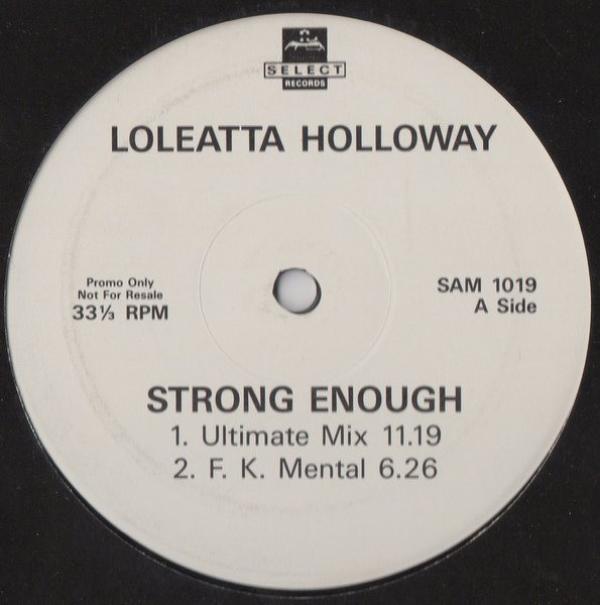 SELECT
RECORDS
LOLEATTA HOLLOWAY
Promo Only
Not For Resale
33⅓ RPM
SAM 1019
A Side
STRONG ENOUGH
1. Ultimate Mix 11.19
2. F. K. Mental 6.26